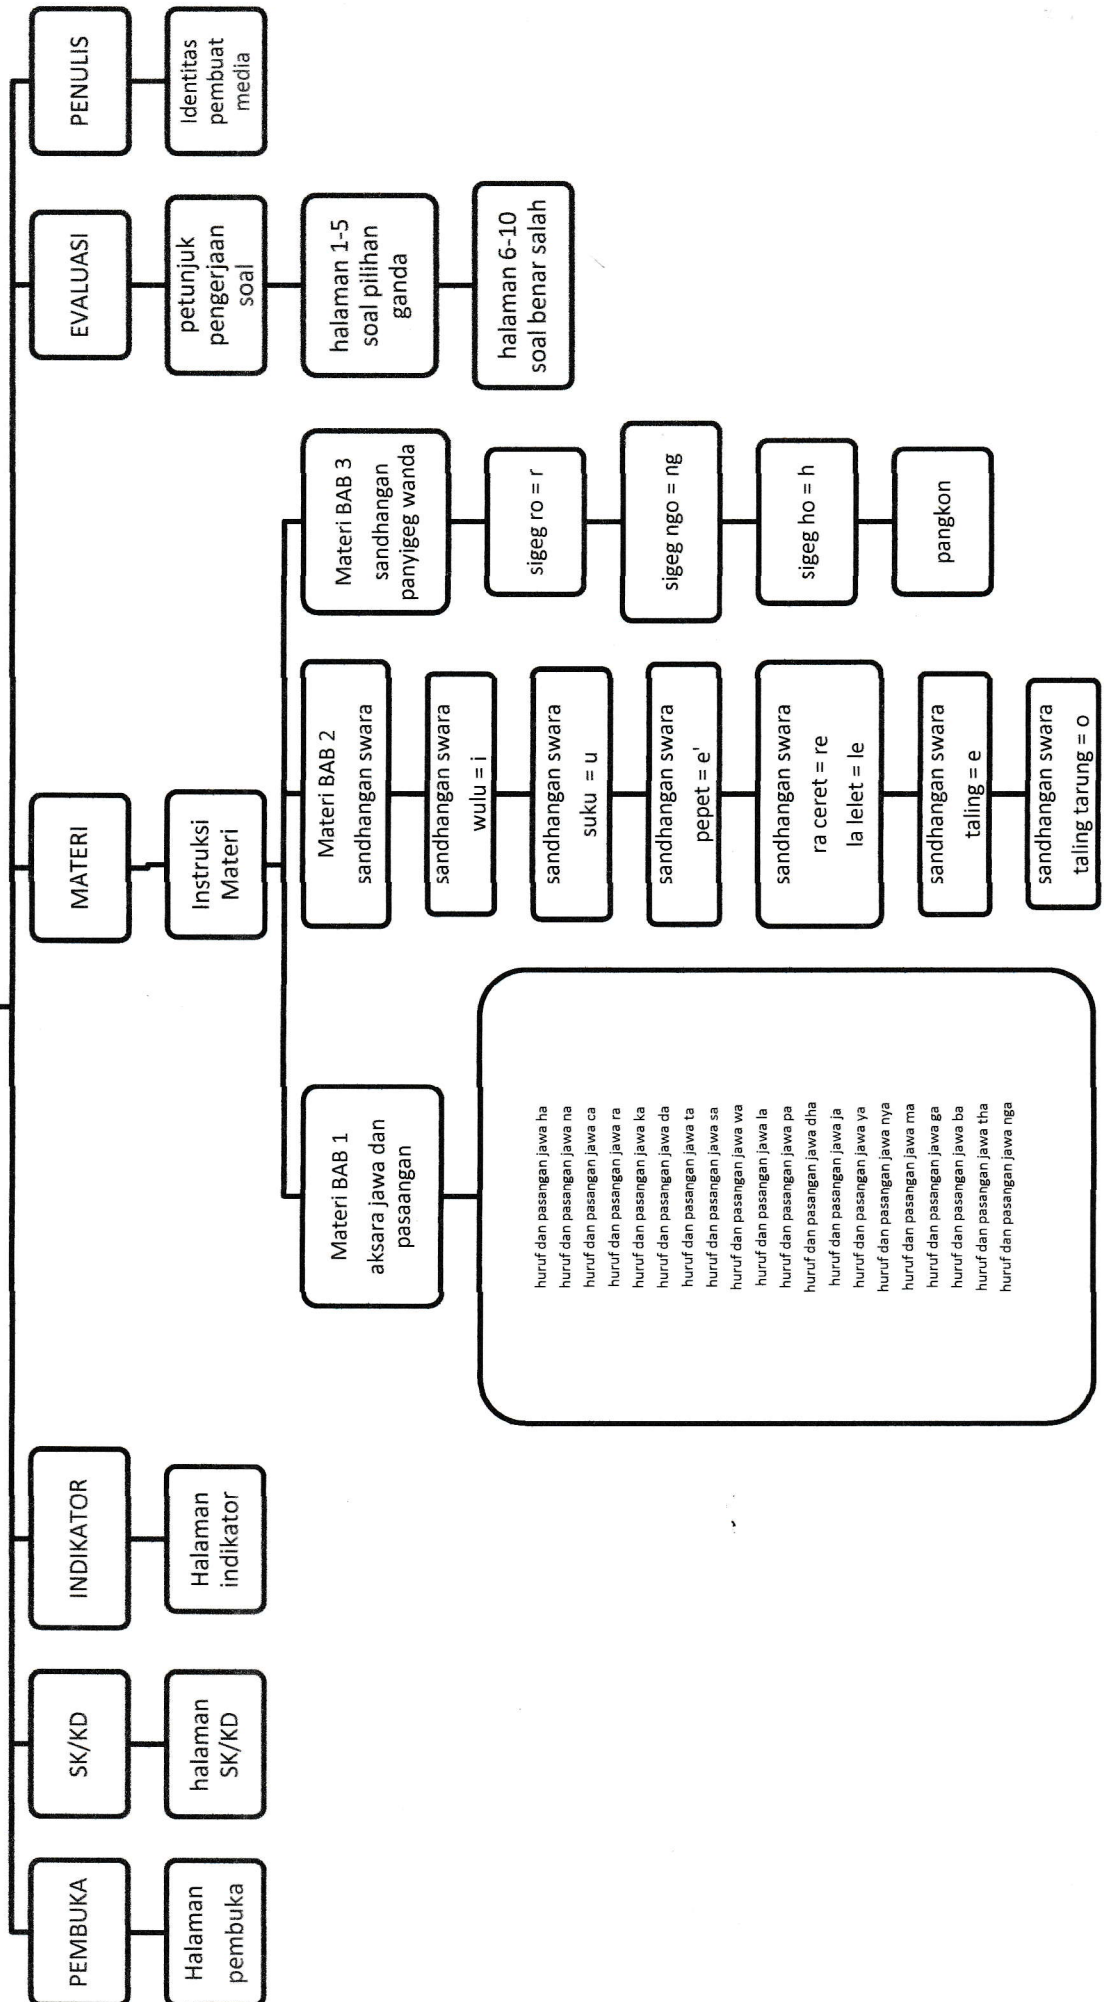 PEMBUKA
Halaman
pembuka
SK/KD
halaman
SK/KD
INDIKATOR
Halaman
indikator
MATERI
Instruksi
Materi
Materi BAB 1
aksara jawa dan
pasaangan
huruf dan pasangan jawa ha
huruf dan pasangan jawa na
huruf dan pasangan jawa ca
huruf dan pasangan jawa ra
huruf dan pasangan jawa ka
huruf dan pasangan jawa da
huruf dan pasangan jawa ta
huruf dan pasangan jawa sa
huruf dan pasangan jawa wa
huruf dan pasangan jawa la
huruf dan pasangan jawa pa
huruf dan pasangan jawa dha
huruf dan pasangan jawa ja
huruf dan pasangan jawa ya
huruf dan pasangan jawa nya
huruf dan pasangan jawa ma
huruf dan pasangan jawa ga
huruf dan pasangan jawa ba
huruf dan pasangan jawa tha
huruf dan pasangan jawa nga
Materi BAB 2
sandhangan swara
sandhangan swara
wulu = i
sandhangan swara
suku = u
sandhangan swara
pepet = e'
sandhangan swara
ra ceret = re
la lelet = le
sandhangan swara
taling = e
sandhangan swara
taling tarung = o
Materi BAB 3
sandhangan
panyigeg wanda
sigeg ro = r
sigeg ngo = ng
sigeg ho = h
pangkon
EVALUASI
petunjuk
pengerjaan
soal
halaman 1-5
soal pilihan
ganda
halaman 6-10
soal benar salah
PENULIS
Identitas
pembuat
media